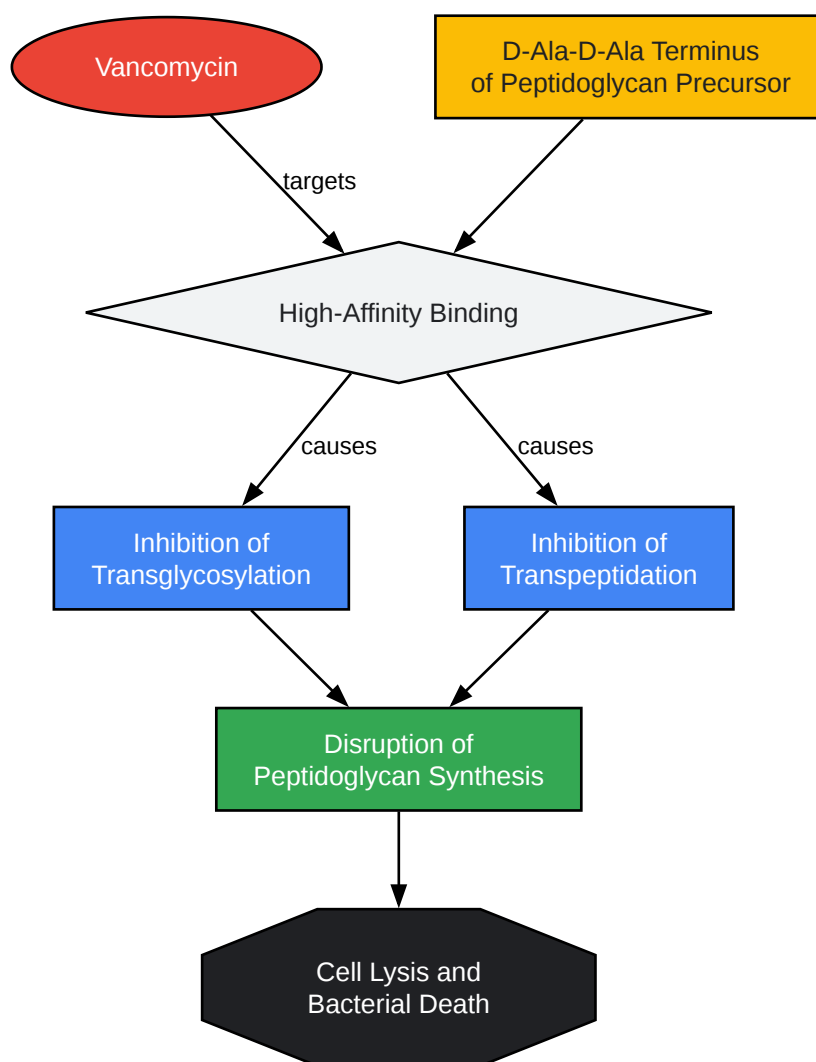 Vancomycin
D-Ala-D-Ala Terminus
of Peptidoglycan Precursor
targets
High-Affinity Binding
causes
causes
Inhibition of
Transglycosylation
Inhibition of
Transpeptidation
Disruption of
Peptidoglycan Synthesis
Cell Lysis and
Bacterial Death